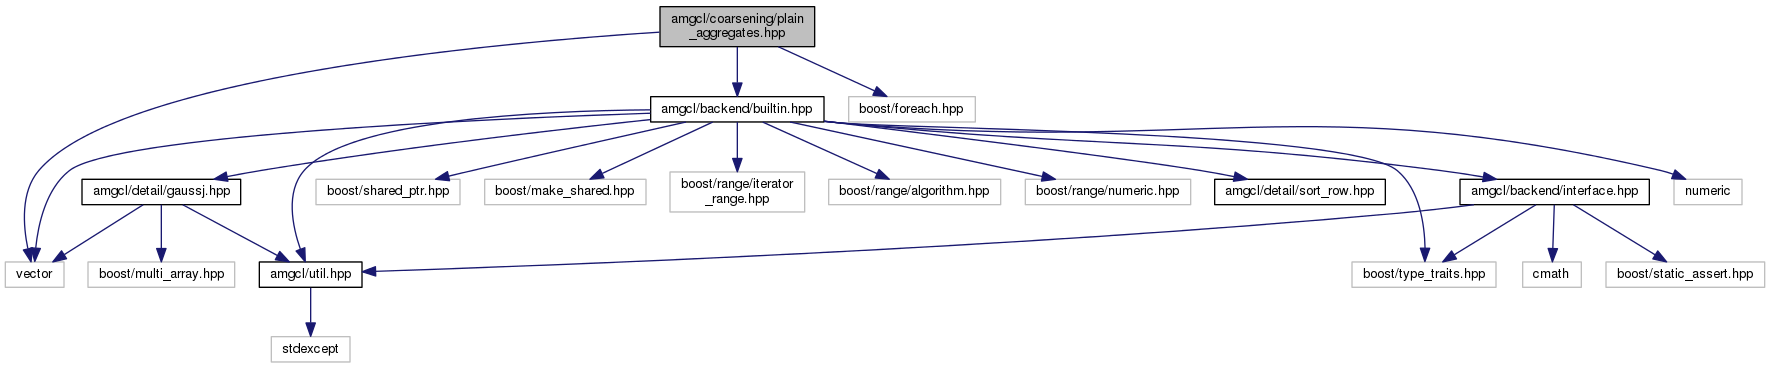 amgcl/coarsening/plain
_aggregates.hpp
amgcl/backend/builtin.hpp
boost/foreach.hpp
amgcl/detail/gaussj.hpp
boost/shared_ptr.hpp
boost/make_shared.hpp
boost/range/iterator
_range.hpp
boost/range/algorithm.hpp
boost/range/numeric.hpp
amgcl/detail/sort_row.hpp
amgcl/backend/interface.hpp
numeric
vector
boost/multi_array.hpp
amgcl/util.hpp
boost/type_traits.hpp
cmath
boost/static_assert.hpp
stdexcept